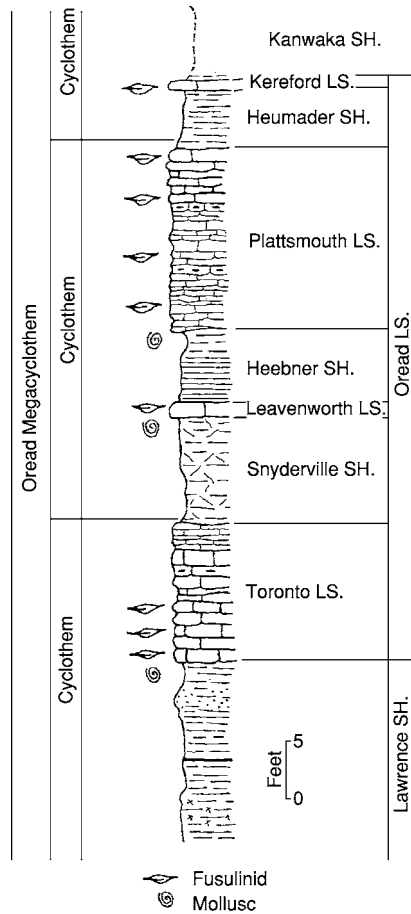 Kanwaka SH.
Kereford LS.
Heumader SH.
Plattsmouth LS.
Heebner SH.
Leavenworth LS.
Snyderville SH.
Toronto LS.
Oread Megacyclothem
Cyclothem
Cyclothem
Cyclothem
Oread LS.
Lawrence SH.
Feet
5
0
Fusulinid
Mollusc